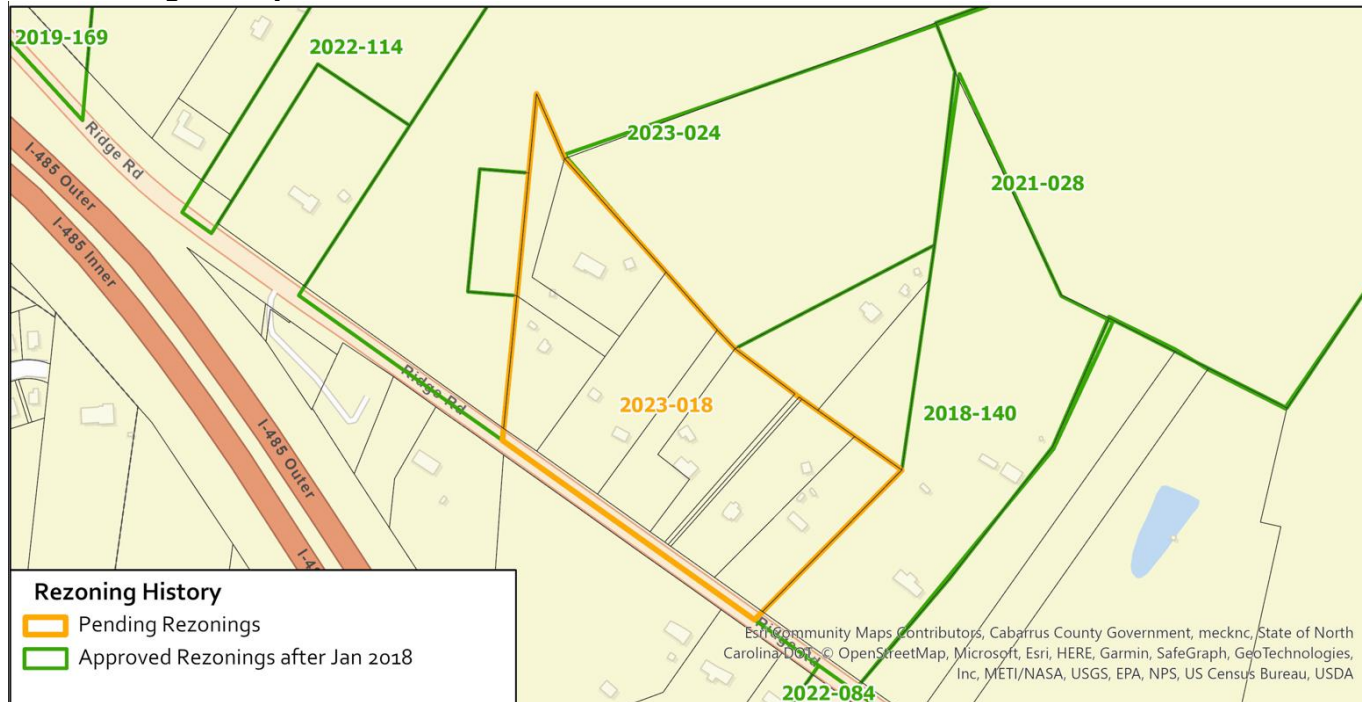 2019-169
2022-114
2023-024
2021-028
Ridge Rd
I-485 Outer
I-485 Inner
Ridge Rd
2023-018
2018-140
I-485 Outer
Rezoning History
Pending Rezonings
Approved Rezonings after Jan 2018
Ridge Rd
Esri Community Maps Contributors, Cabarrus County Government, mecknc, State of North
Carolina DOT, © OpenStreetMap, Microsoft, Esri, HERE, Garmin, SafeGraph, GeoTechnologies,
Inc, METI/NASA, USGS, EPA, NPS, US Census Bureau, USDA
2022-084